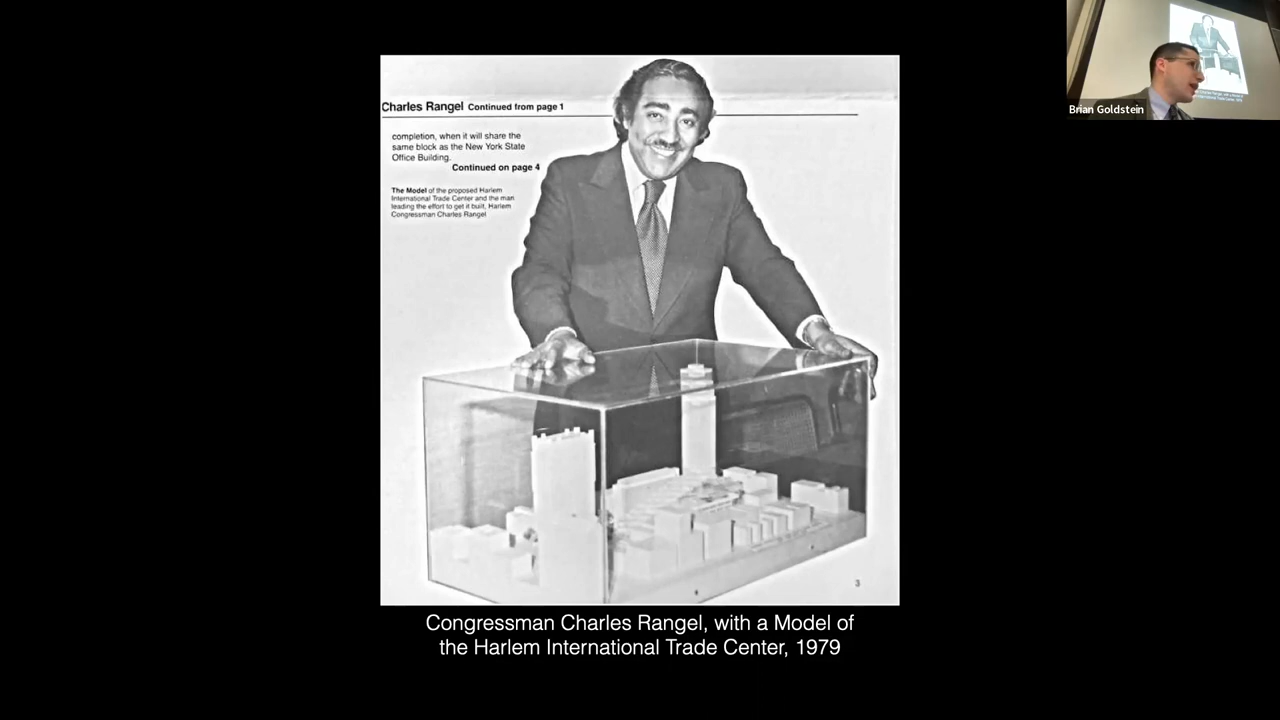 Charles Rangel Continued from page 1
completion, when it will share the
same block as the New York State
Office Building.
Continued on page 4
The Model of the proposed Harlem
International Trade Center and the man
leading the effort to get it built, Harlem
Congressman Charles Rangel
3
Congressman Charles Rangel, with a Model of
the Harlem International Trade Center, 1979
Brian Goldstein